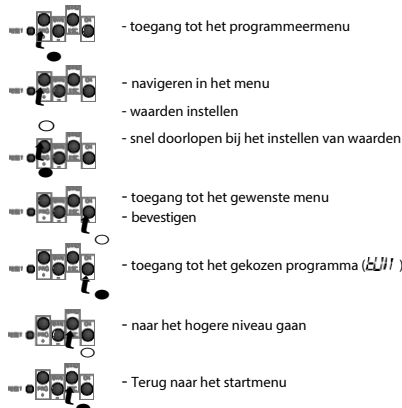 - toegang tot het programmeermenu
- navigeren in het menu
- waarden instellen
- snel doorlopen bij het instellen van waarden
- toegang tot het gewenste menu
- bevestigen
- toegang tot het gekozen programma ( )
- naar het hogere niveau gaan
- Terug naar het startmenu